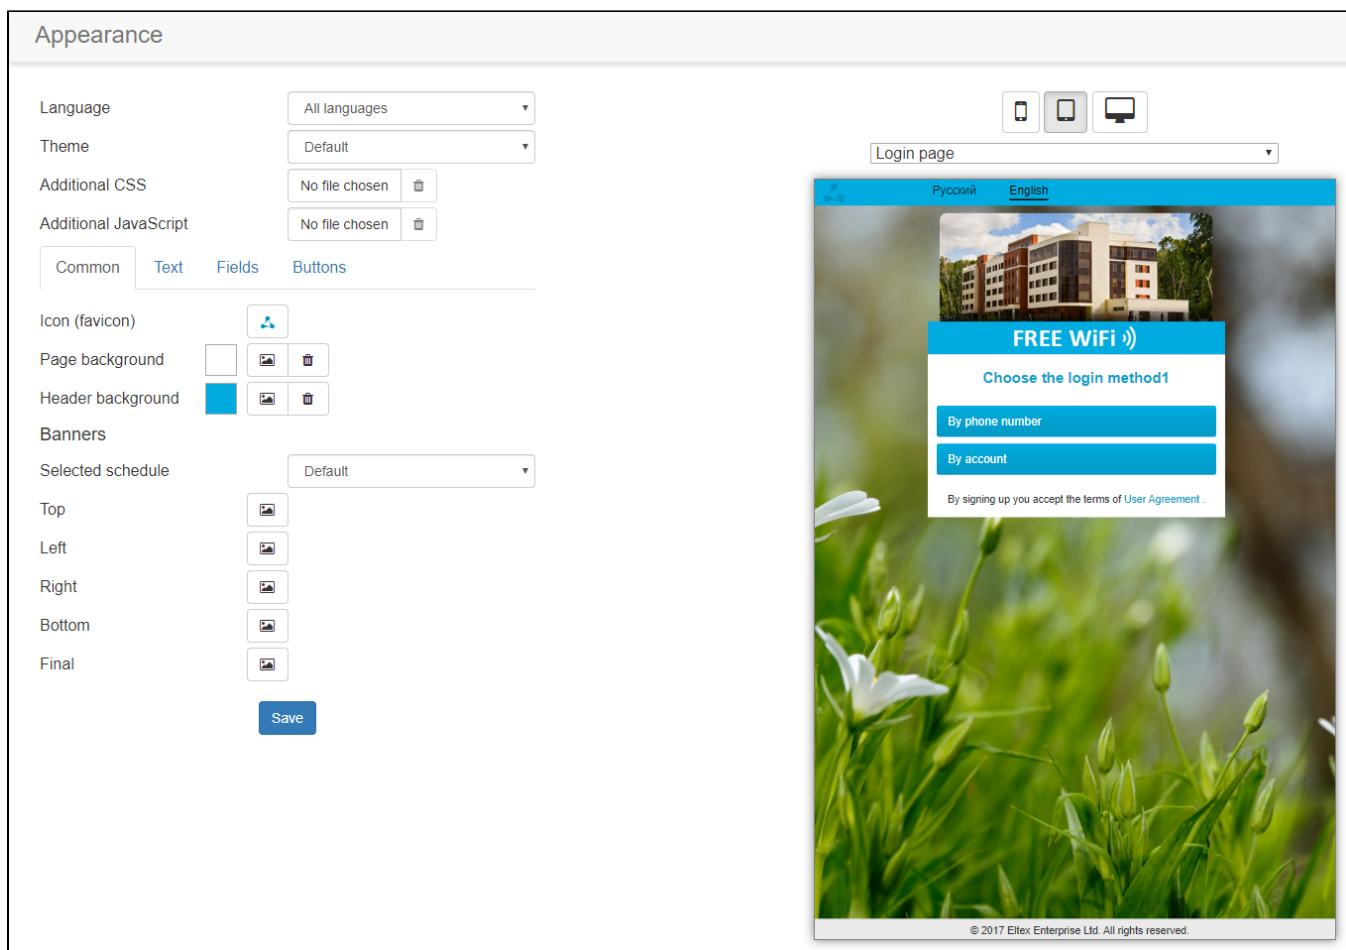 Appearance
Language
All languages
Theme
Default
Additional CSS
No file chosen
Additional JavaScript
No file chosen
Common Text Fields Buttons
Icon (favicon)
Page background
Header background
Banners
Selected schedule
Default
Top
Left
Right
Bottom
Final
Save
Login page
Русский English
FREE WiFi
Choose the login method1
By phone number
By account
By signing up you accept the terms of User Agreement .
© 2017 Eltex Enterprise Ltd. All rights reserved.